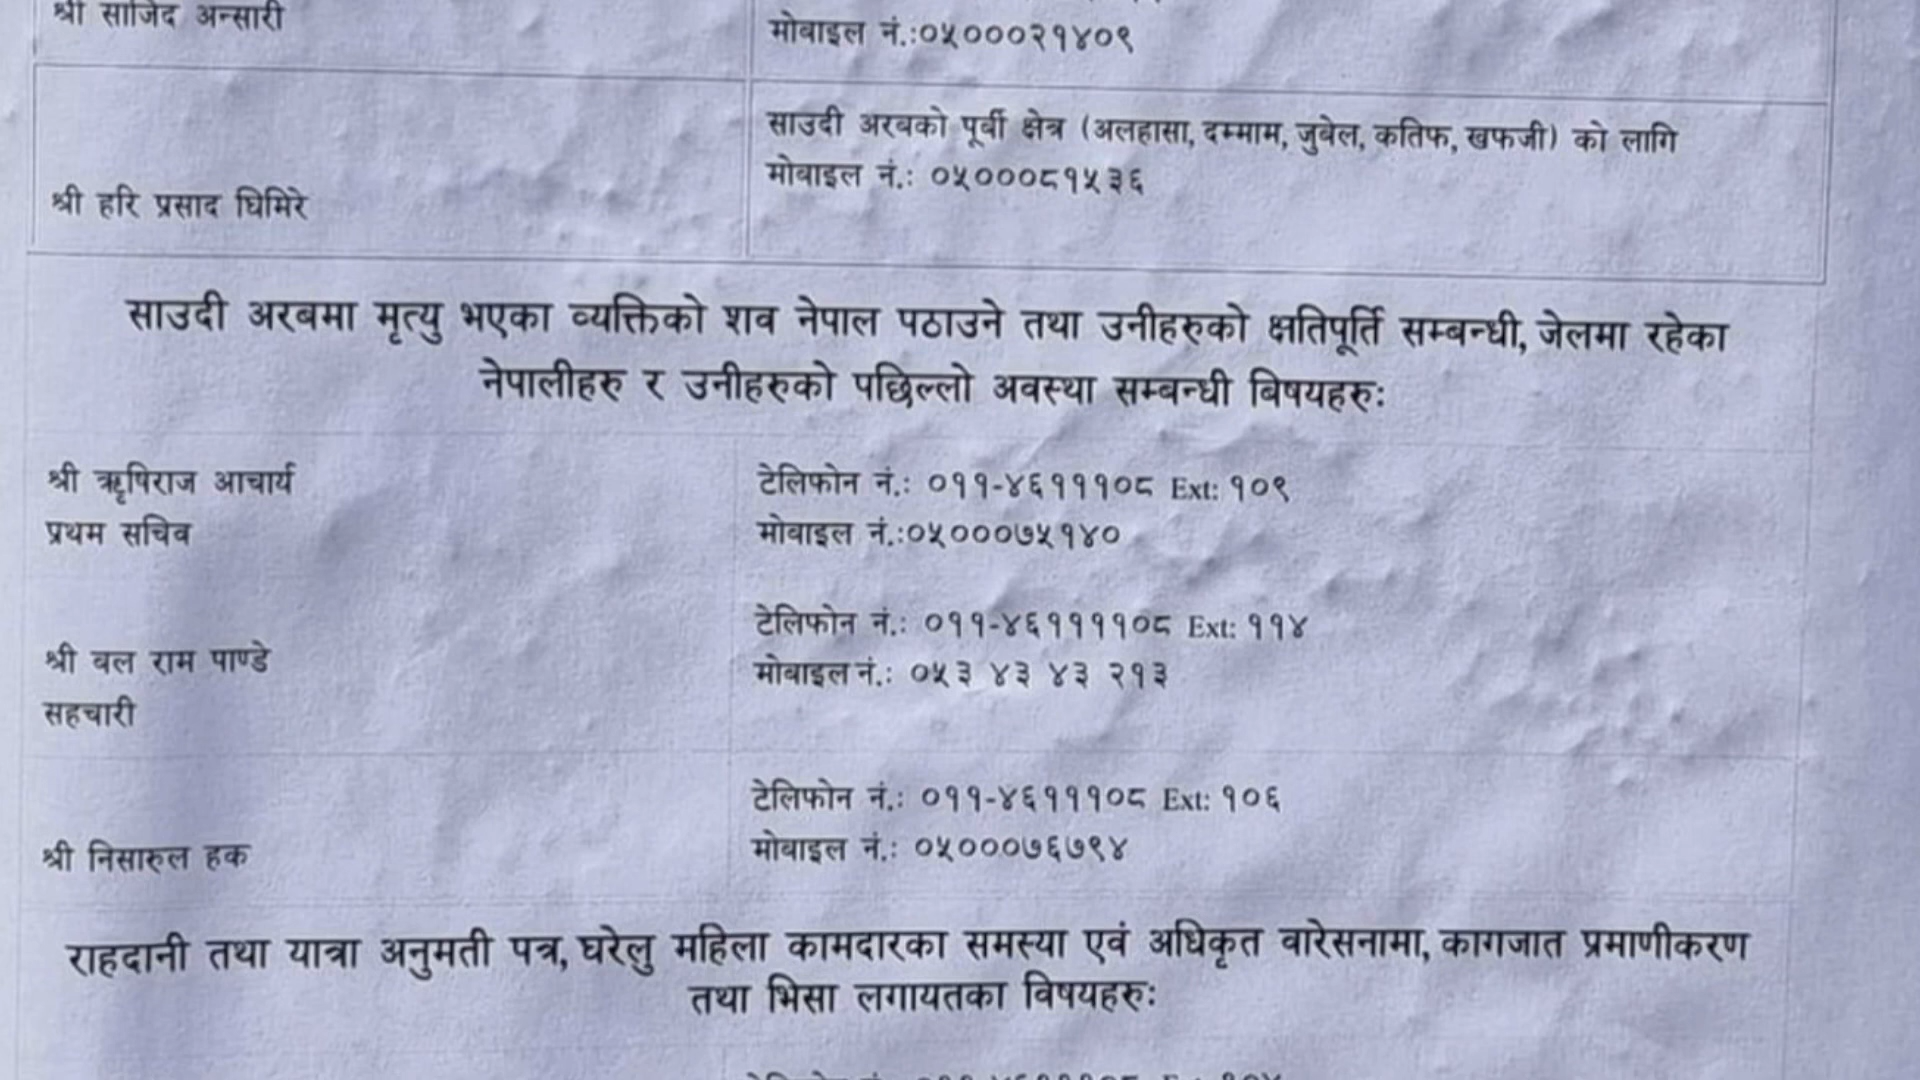 श्री साजिद अन्सारी
मोबाइल नं.:०५०००२१४०९
साउदी अरबको पूर्वी क्षेत्र (अलहासा, दम्माम, जुबेल, कतिफ, खफजी) को लागि
मोबाइल नं.: ०५०००८१५३६
श्री हरि प्रसाद घिमिरे
साउदी अरबमा मृत्यु भएका व्यक्तिको शव नेपाल पठाउने तथा उनीहरुको क्षतिपूर्ति सम्बन्धी, जेलमा रहेका
नेपालीहरु र उनीहरुको पछिल्लो अवस्था सम्बन्धी बिषयहरु:
श्री ऋषिराज आचार्य
प्रथम सचिव
टेलिफोन नं.: ०११-४६१११०८ Ext: १०९
मोबाइल नं.:०५०००७५१४०
टेलिफोन नं.: ०११-४६११११०८ Ext: ११४
मोबाइल नं.: ०५३ ४३ ४३ २१३
श्री बल राम पाण्डे
सहचारी
टेलिफोन नं.: ०११-४६१११०८ Ext: १०६
मोबाइल नं.: ०५०००७६७९४
श्री निसारुल हक
राहदानी तथा यात्रा अनुमती पत्र, घरेलु महिला कामदारका समस्या एवं अधिकृत वारेसनामा, कागजात प्रमाणीकरण
तथा भिसा लगायतका विषयहरु: